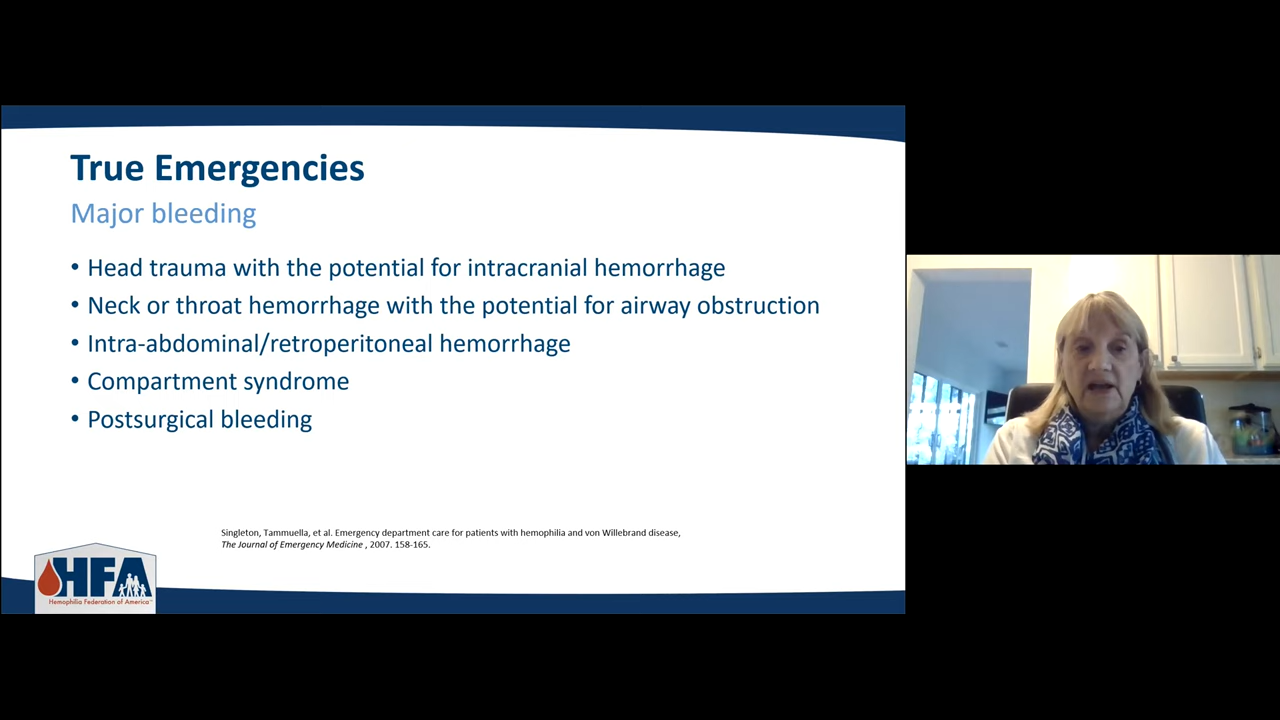 True Emergencies
Major bleeding
• Head trauma with the potential for intracranial hemorrhage
• Neck or throat hemorrhage with the potential for airway obstruction
• Intra-abdominal/retroperitoneal hemorrhage
• Compartment syndrome
• Postsurgical bleeding
Singleton, Tammuella, et al. Emergency department care for patients with hemophilia and von Willebrand disease,
The Journal of Emergency Medicine , 2007. 158-165.
HFA
Hemophilia Federation of America™